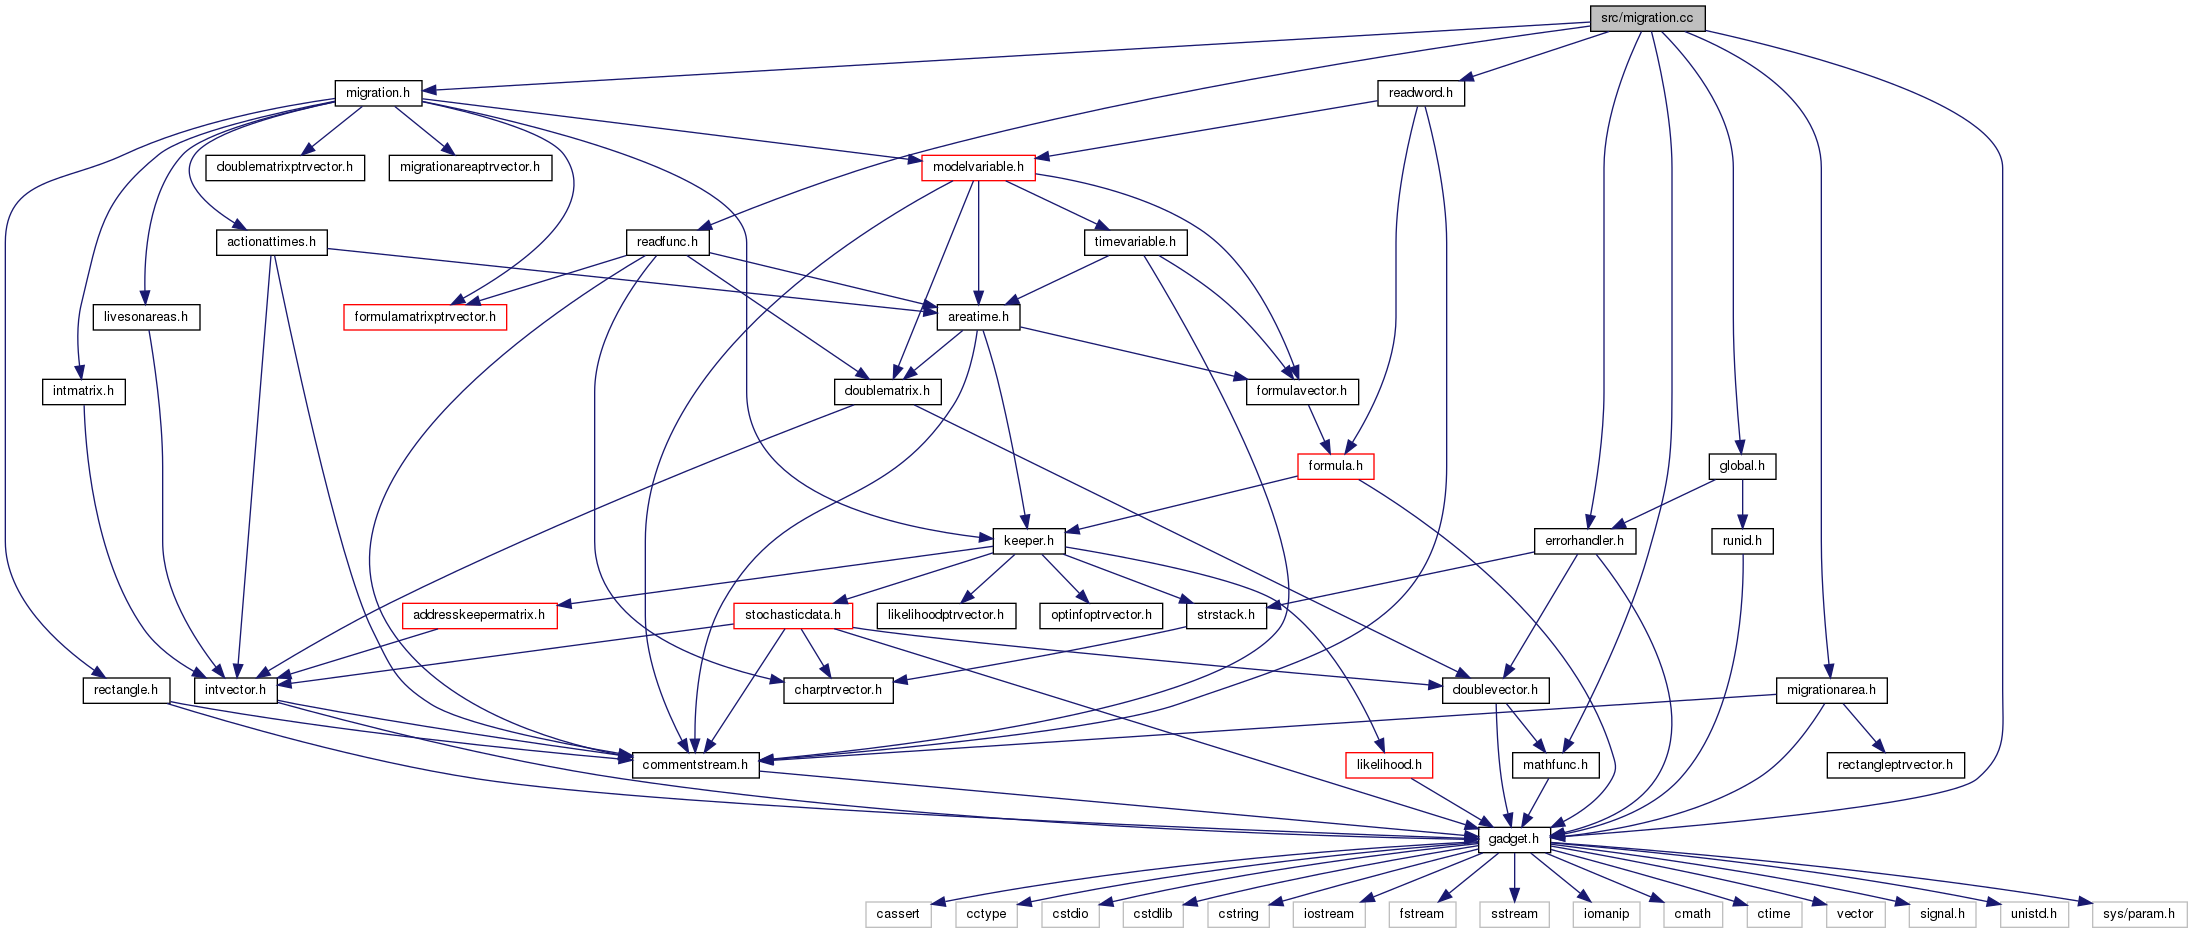 src/migration.cc
migration.h
readword.h
doublematrixptrvector.h
migrationareaptrvector.h
modelvariable.h
actionattimes.h
readfunc.h
timevariable.h
livesonareas.h
formulamatrixptrvector.h
areatime.h
intmatrix.h
doublematrix.h
formulavector.h
formula.h
global.h
keeper.h
errorhandler.h
runid.h
addresskeepermatrix.h
stochasticdata.h
likelihoodptrvector.h
optinfoptrvector.h
strstack.h
rectangle.h
intvector.h
charptrvector.h
doublevector.h
migrationarea.h
commentstream.h
likelihood.h
mathfunc.h
rectangleptrvector.h
gadget.h
cassert
cctype
cstdio
cstdlib
cstring
iostream
fstream
sstream
iomanip
cmath
ctime
vector
signal.h
unistd.h
sys/param.h